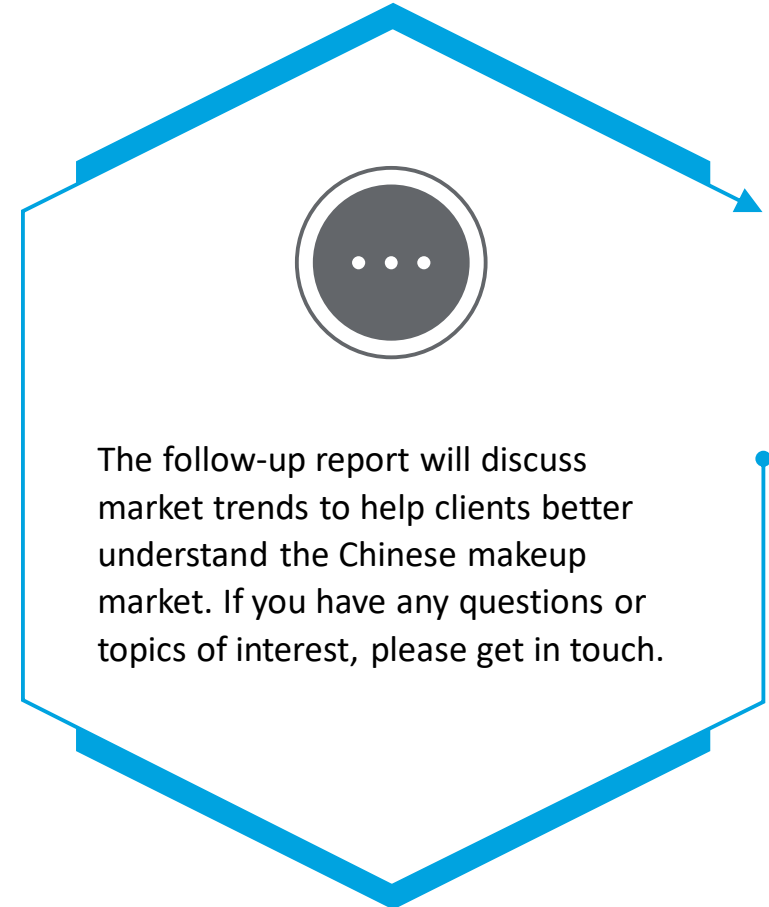 The follow-up report will discuss
market trends to help clients better
understand the Chinese makeup
market. If you have any questions or
topics of interest, please get in touch.